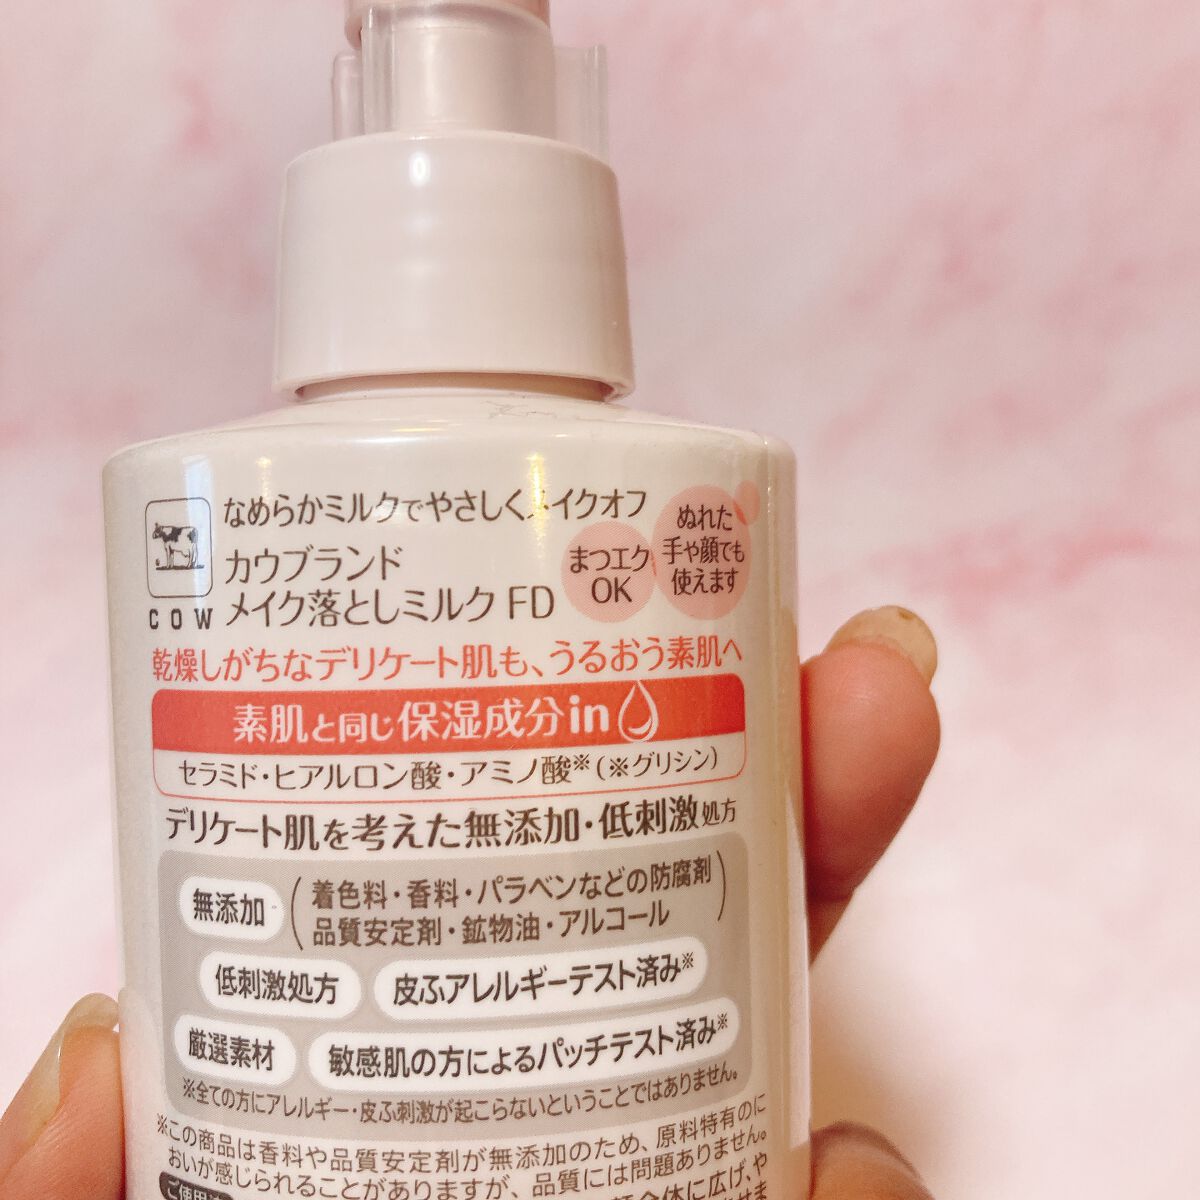 なめらかミルクでやさしくメイクオフ
カウブランド
メイク落としミルク FD
COW
まつエク
OK
ぬれた
手や顔でも
使えます
乾燥しがちなデリケート肌も、うるおう素肌へ
素肌と同じ保湿成分in
セラミド・ヒアルロン酸・アミノ酸※(※グリシン)
デリケート肌を考えた無添加・低刺激処方
無添加
(着色料・香料・パラベンなどの防腐剤
品質安定剤・鉱物油・アルコール)
低刺激処方
皮ふアレルギーテスト済み※
厳選素材
敏感肌の方によるパッチテスト済み※
※全ての方にアレルギー・皮ふ刺激が起こらないということではありません。
※この商品は香料や品質安定剤が無添加のため、原料特有のに
おいが感じられることがありますが、品質には問題ありません。
全体に広げ、や